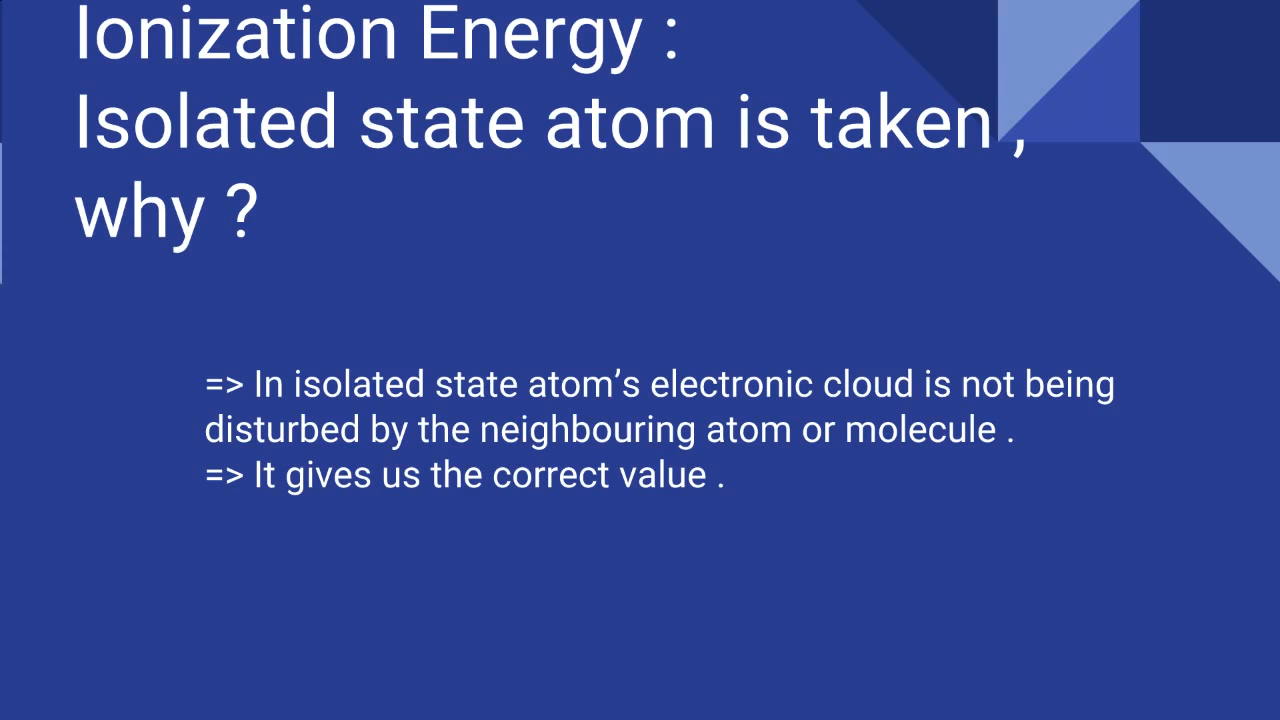 Ionization Energy :
Isolated state atom is taken ,
why ?
=> In isolated state atom’s electronic cloud is not being
disturbed by the neighbouring atom or molecule .
=> It gives us the correct value .